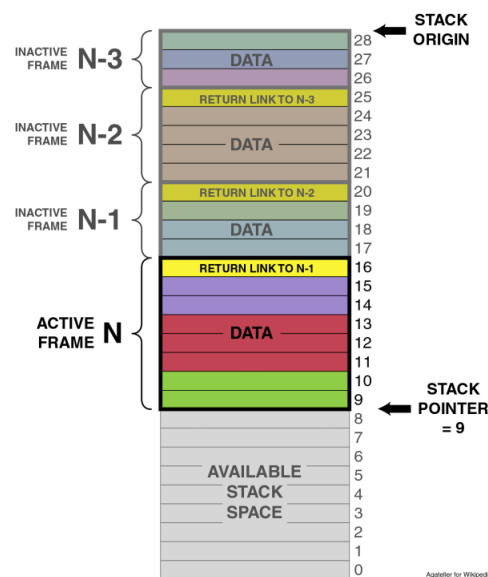 STACK
ORIGIN
28
INACTIVE
FRAME N-3
DATA
27
26
RETURN LINK TO N-3
25
24
INACTIVE
FRAME N-2
23
DATA
22
21
RETURN LINK TO N-2
20
19
INACTIVE
FRAME N-1
DATA
18
17
RETURN LINK TO N-1
16
15
14
ACTIVE
FRAME N
13
DATA
12
11
10
9
STACK
POINTER
= 9
8
7
6
AVAILABLE
STACK
SPACE
5
4
3
2
1
0
Agateller for Wikipedi